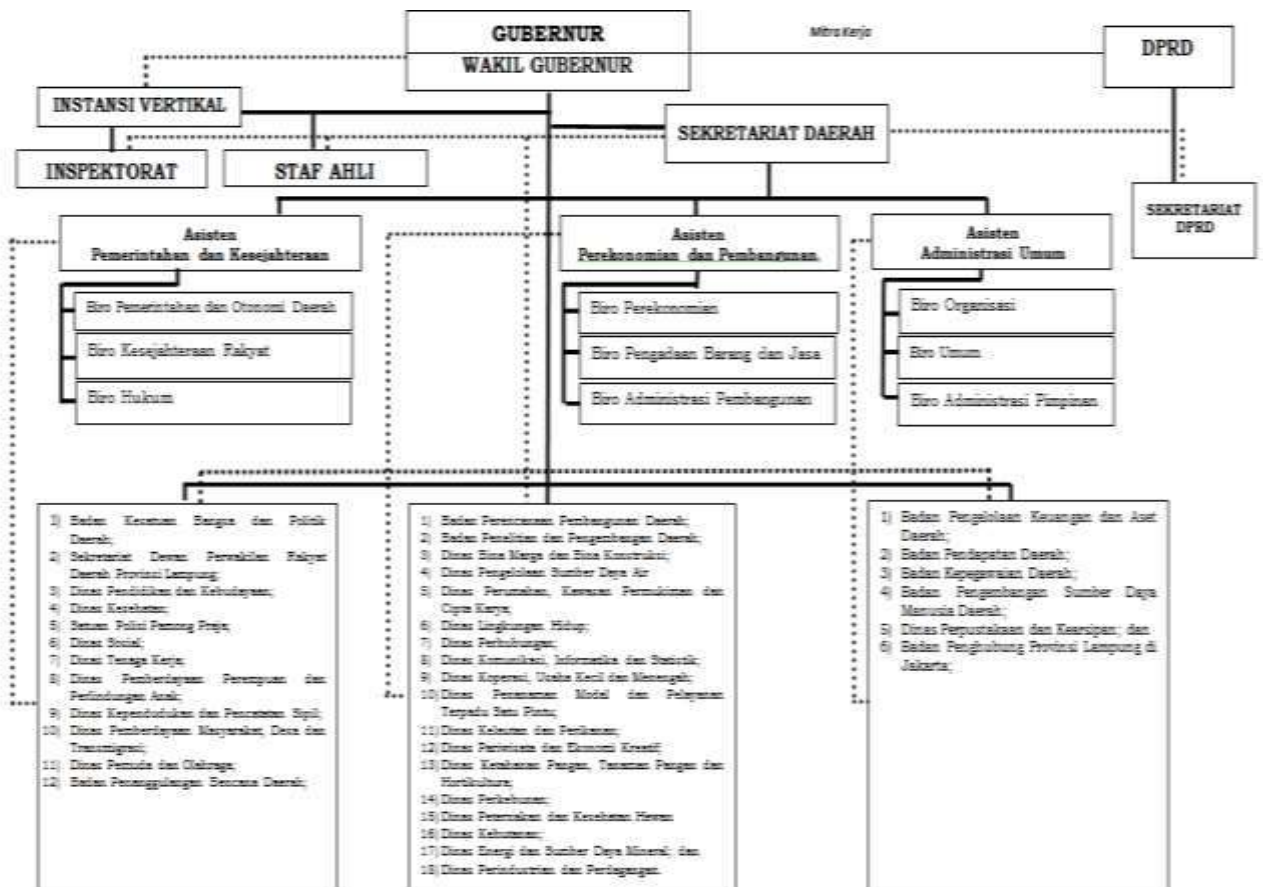 GUBERNUR
WAKIL GUBERNUR
Mitra Kerja
DPRD
INSTANSI VERTIKAL
SEKRETARIAT DAERAH
INSPEKTORAT
STAF AHLI
SEKRETARIAT
DPRD
Asisten
Pemerintahan dan Kesejahteraan
Biro Pemerintahan dan Otonomi Daerah
Biro Kesejahteraan Rakyat
Biro Hukum
Asisten
Perekonomian dan Pembangunan.
Biro Perekonomian
Biro Pengadaan Barang dan Jasa
Biro Administrasi Pembangunan
Asisten
Administrasi Umum
Biro Organisasi
Biro Umum
Biro Administrasi Pimpinan
1) Badan Kesatuan Bangsa dan Politik
Daerah;
2) Sekretariat Dewan Perwakilan Rakyat
Daerah Provinsi Lampung;
3) Dinas Pendidikan dan Kebudayaan;
4) Dinas Kesehatan;
5) Satuan Polisi Pamong Praja;
6) Dinas Sosial;
7) Dinas Tenaga Kerja;
8) Dinas Pemberdayaan Perempuan dan
Perlindungan Anak;
9) Dinas Kependudukan dan Pencatatan Sipil;
10) Dinas Pemberdayaan Masyarakat, Desa dan
Transmigrasi;
11) Dinas Pemuda dan Olahraga;
12) Badan Penanggulangan Bencana Daerah;
1) Badan Perencanaan Pembangunan Daerah;
2) Badan Penelitian dan Pengembangan Daerah;
3) Dinas Bina Marga dan Bina Konstruksi;
4) Dinas Pengelolaan Sumber Daya Air
5) Dinas Perumahan, Kawasan Permukiman dan
Cipta Karya;
6) Dinas Lingkungan Hidup;
7) Dinas Perhubungan;
8) Dinas Komunikasi, Informatika dan Statistik;
9) Dinas Koperasi, Usaha Kecil dan Menengah;
10) Dinas Penanaman Modal dan Pelayanan
Terpadu Satu Pintu;
11) Dinas Kelautan dan Perikanan;
12) Dinas Pariwisata dan Ekonomi Kreatif;
13) Dinas Ketahanan Pangan, Tanaman Pangan dan
Hortikultura;
14) Dinas Perkebunan;
15) Dinas Peternakan dan Kesehatan Hewan
16) Dinas Kehutanan;
17) Dinas Energi dan Sumber Daya Mineral; dan
18) Dinas Perindustrian dan Perdagangan.
1) Badan Pengelolaan Keuangan dan Aset
Daerah;
2) Badan Pendapatan Daerah;
3) Badan Kepegawaian Daerah;
4) Badan Pengembangan Sumber Daya
Manusia Daerah;
5) Dinas Perpustakaan dan Kearsipan; dan
6) Badan Penghubung Provinsi Lampung di
Jakarta;